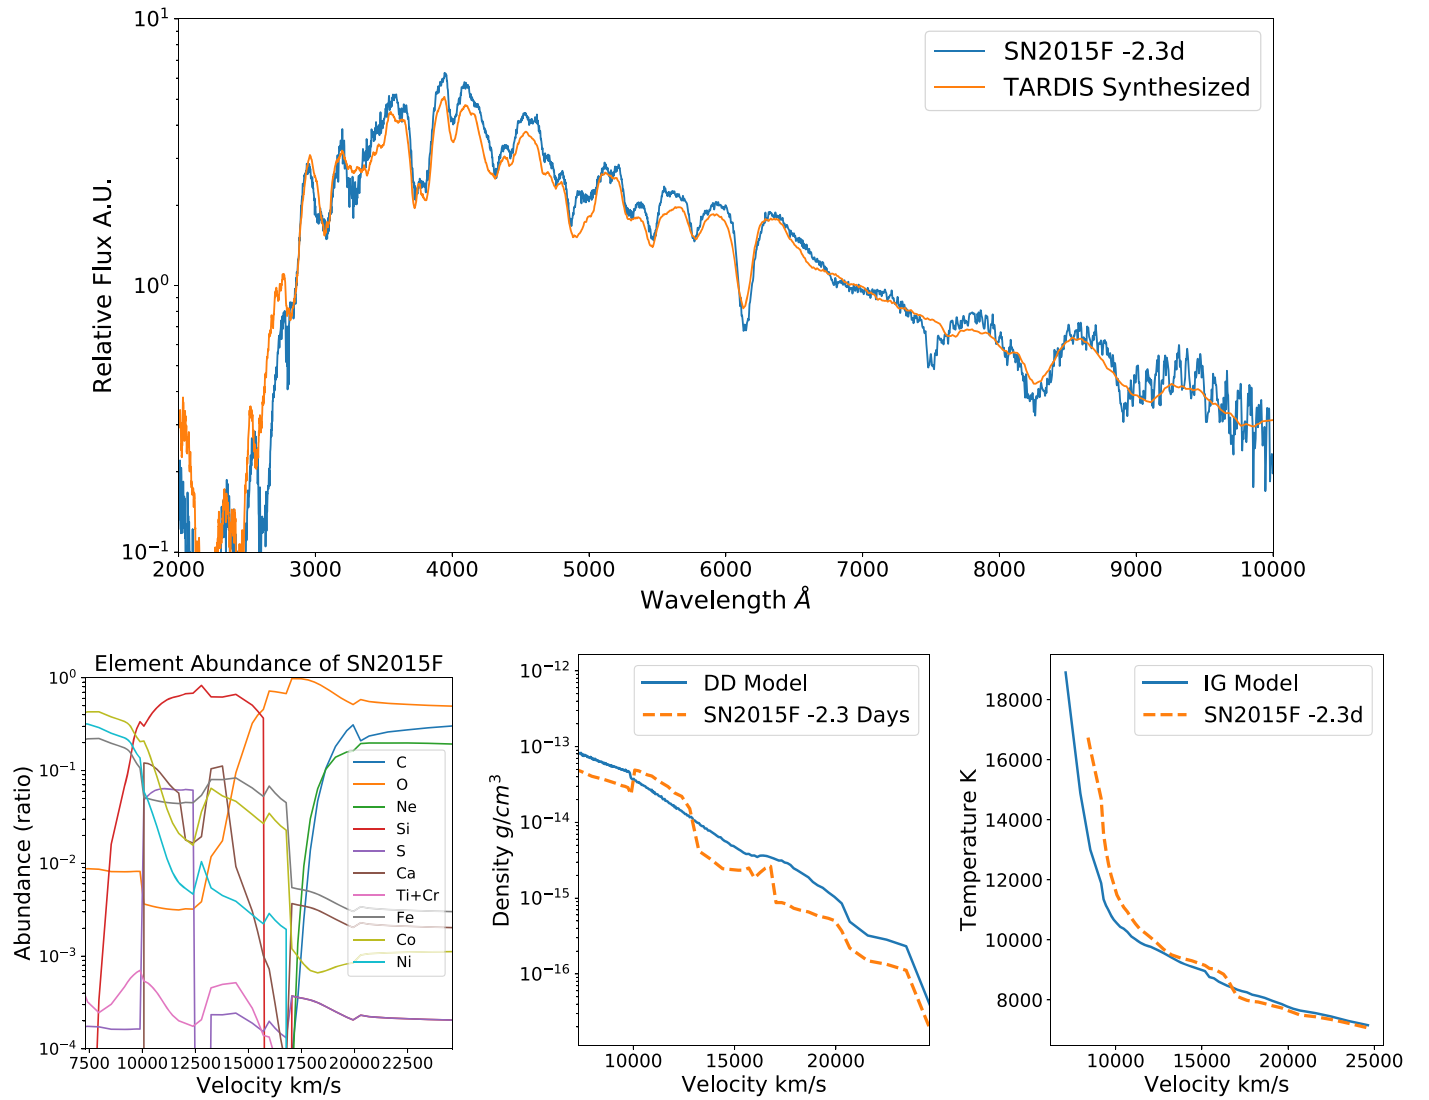 10^1
10^0
10^-1
Relative Flux A.U.
SN2015F -2.3d
TARDIS Synthesized
2000 3000 4000 5000 6000 7000 8000 9000 10000
Wavelength Å
Element Abundance of SN2015F
10^0
10^-1
10^-2
10^-3
10^-4
Abundance (ratio)
C
O
Ne
Si
S
Ca
Ti+Cr
Fe
Co
Ni
7500 10000 12500 15000 17500 20000 22500
Velocity km/s
10^-12
10^-13
10^-14
10^-15
10^-16
Density g/cm^3
DD Model
SN2015F -2.3 Days
10000 15000 20000
Velocity km/s
18000
16000
14000
12000
10000
8000
Temperature K
IG Model
SN2015F -2.3d
10000 15000 20000 25000
Velocity km/s